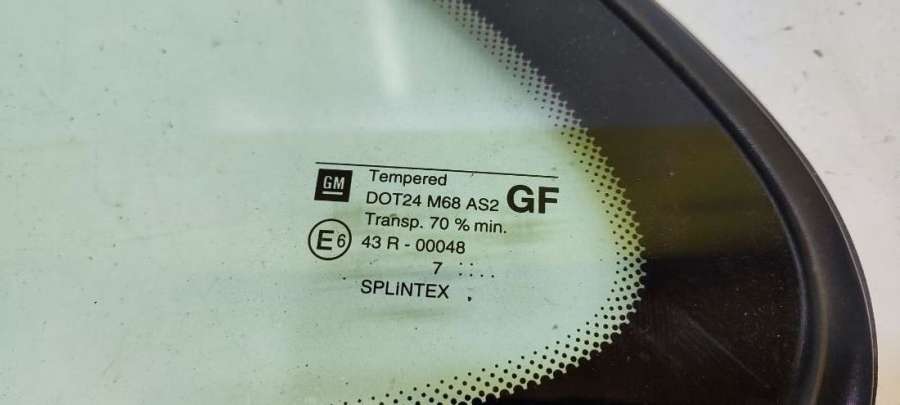 GM Tempered
DOT24 M68 AS2 GF
Transp. 70 % min.
E6 43 R - 00048
7 .: ....
SPLiNTEX